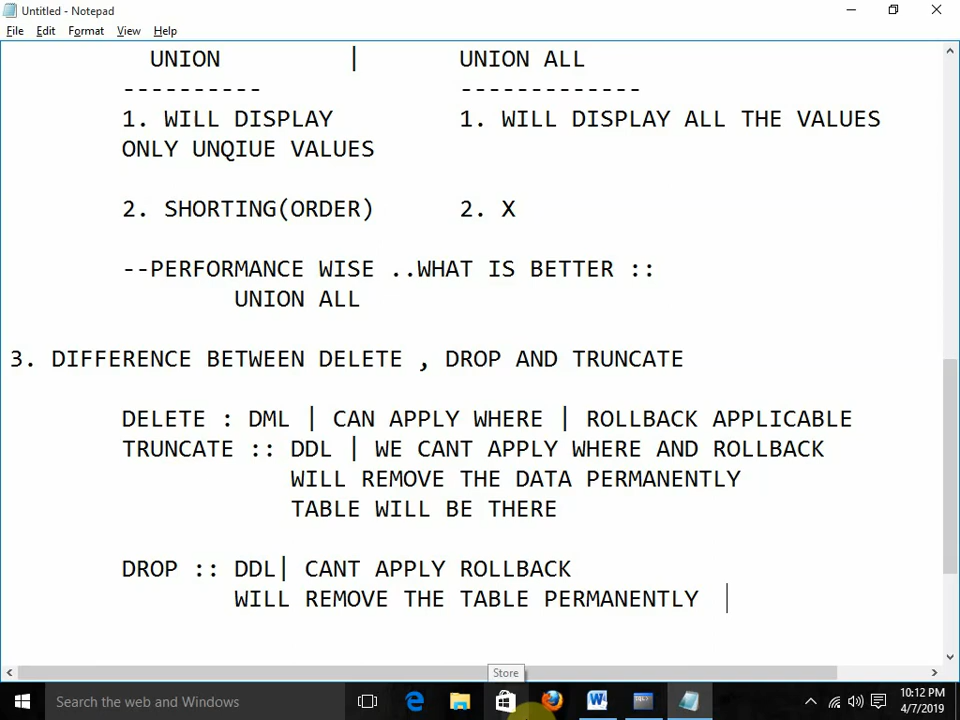 Untitled - Notepad
File Edit Format View Help
UNION | UNION ALL
---------- -------------
1. WILL DISPLAY 1. WILL DISPLAY ALL THE VALUES
ONLY UNQIUE VALUES
2. SHORTING(ORDER) 2. X
--PERFORMANCE WISE ..WHAT IS BETTER ::
UNION ALL
3. DIFFERENCE BETWEEN DELETE , DROP AND TRUNCATE
DELETE : DML | CAN APPLY WHERE | ROLLBACK APPLICABLE
TRUNCATE :: DDL | WE CANT APPLY WHERE AND ROLLBACK
WILL REMOVE THE DATA PERMANENTLY
TABLE WILL BE THERE
DROP :: DDL| CANT APPLY ROLLBACK
WILL REMOVE THE TABLE PERMANENTLY
Store
Search the web and Windows
10:12 PM
4/7/2019